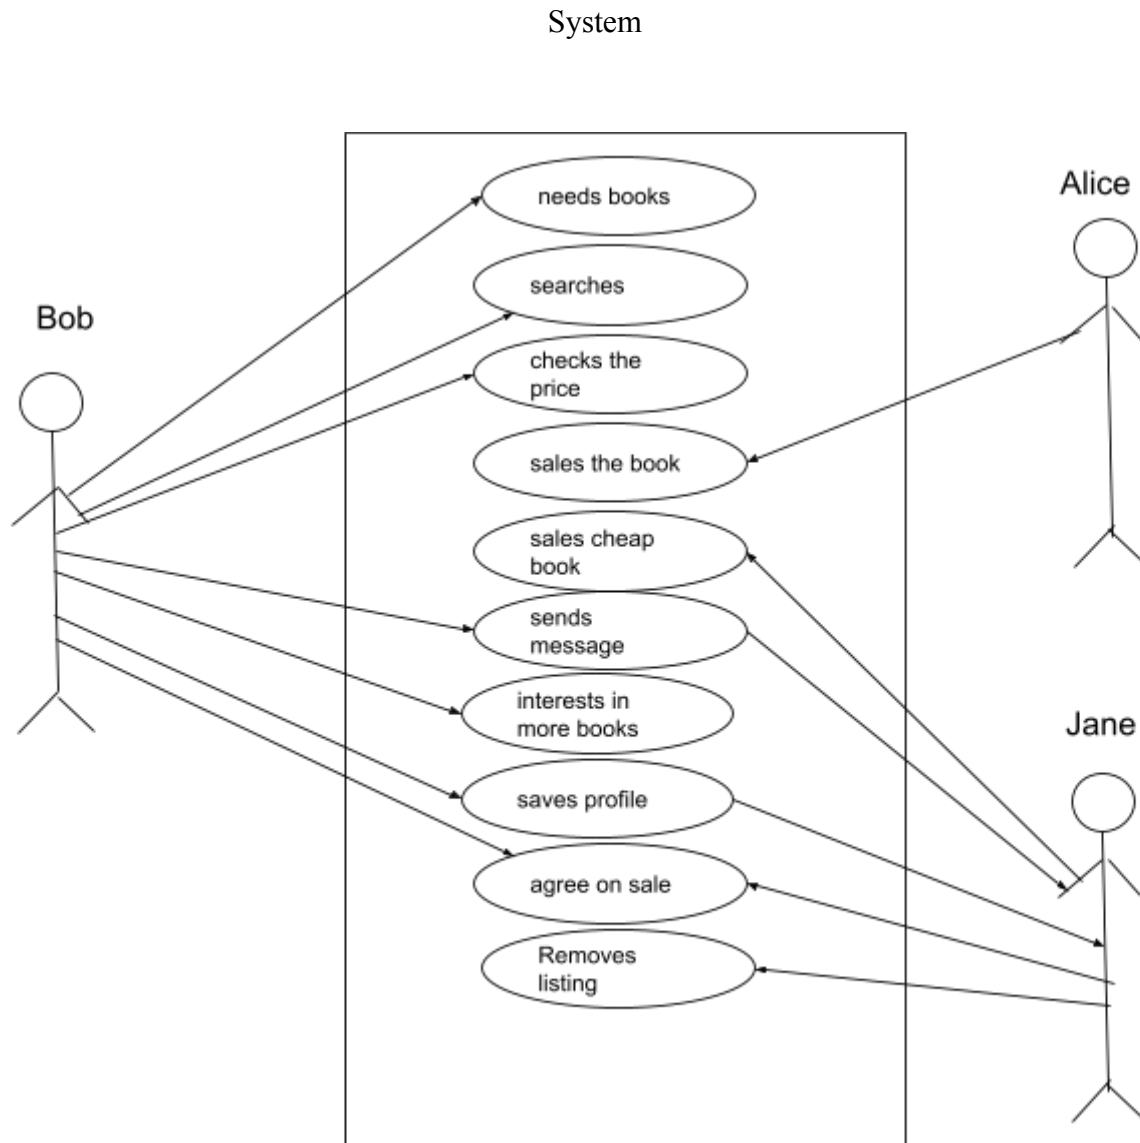 System
Alice
Bob
needs books
searches
checks the
price
sales the book
sales cheap
book
sends
message
interests in
more books
Jane
saves profile
agree on sale
Removes
listing